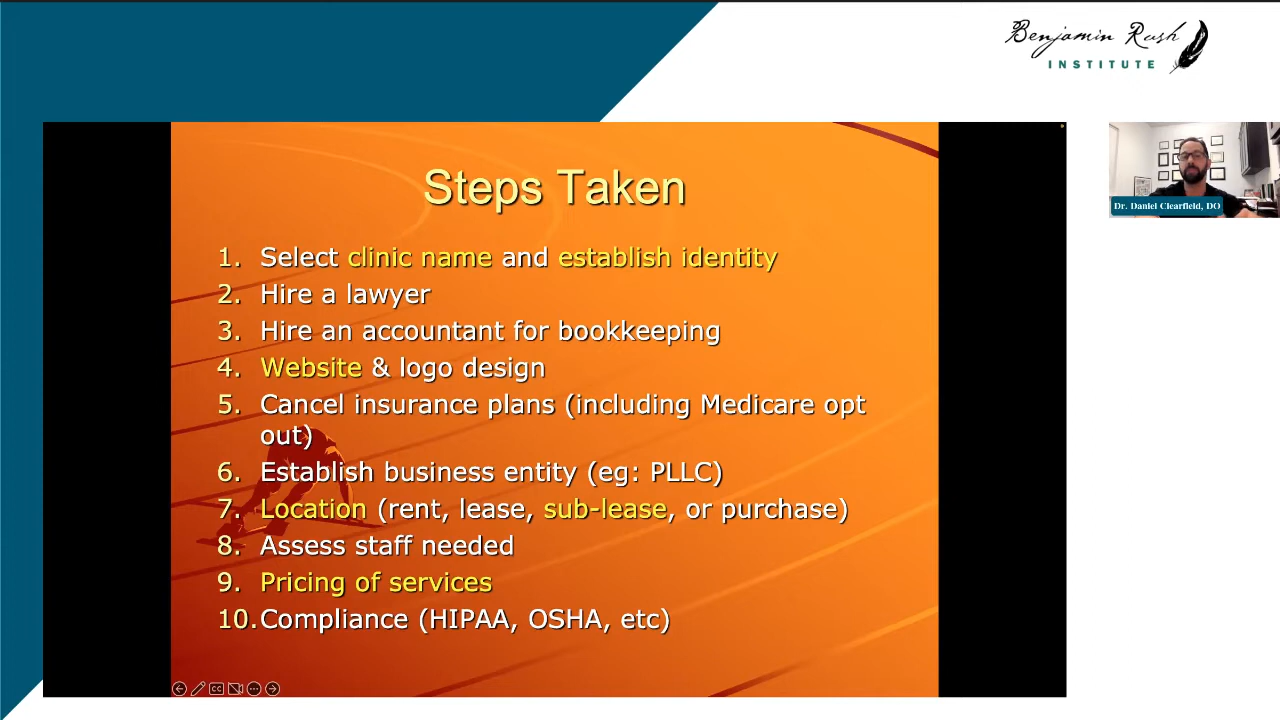 Benjamin Rush
INSTITUTE
Steps Taken
1. Select clinic name and establish identity
2. Hire a lawyer
3. Hire an accountant for bookkeeping
4. Website & logo design
5. Cancel insurance plans (including Medicare opt
out)
6. Establish business entity (eg: PLLC)
7. Location (rent, lease, sub-lease, or purchase)
8. Assess staff needed
9. Pricing of services
10. Compliance (HIPAA, OSHA, etc)
Dr. Daniel Clearfield, DO
CC